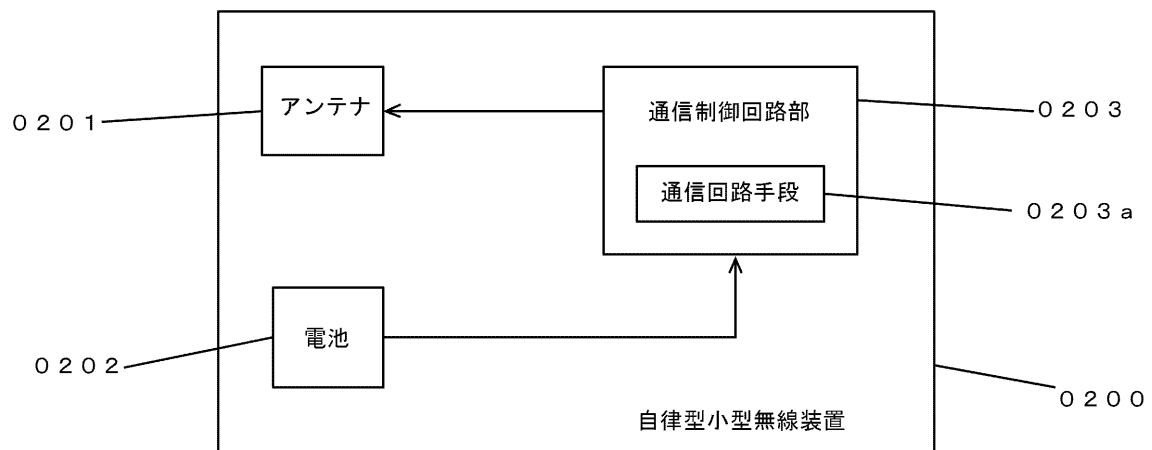 アンテナ
０２０１
通信制御回路部
０２０３
通信回路手段
０２０３ａ
電池
０２０２
０２００
自律型小型無線装置